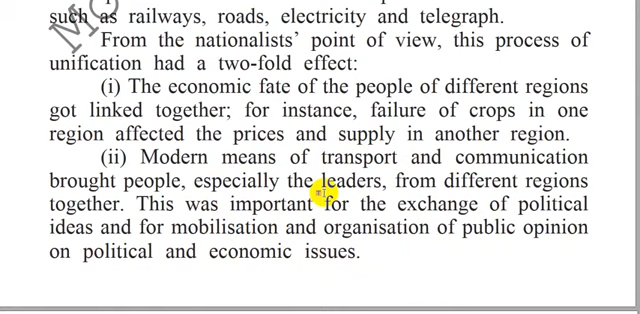 such as railways, roads, electricity and telegraph.
From the nationalists' point of view, this process of
unification had a two-fold effect:
(i) The economic fate of the people of different regions
got linked together; for instance, failure of crops in one
region affected the prices and supply in another region.
(ii) Modern means of transport and communication
brought people, especially the leaders, from different regions
together. This was important for the exchange of political
ideas and for mobilisation and organisation of public opinion
on political and economic issues.